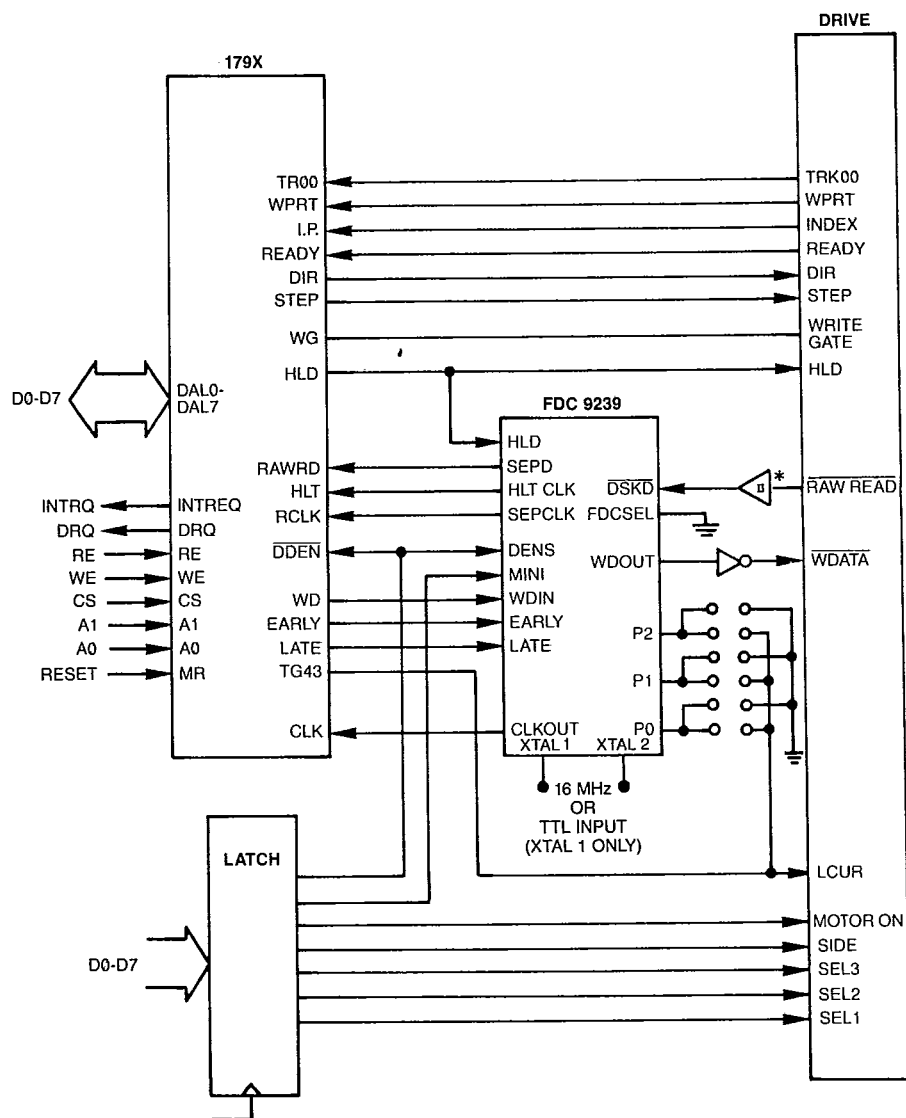 DRIVE
179X
TR00
WPRT
I.P.
READY
DIR
STEP
WG
HLD
DAL0-
DAL7
D0-D7
RAWRD
HLT
RCLK
DDEN
WD
EARLY
LATE
TG43
CLK
INTRQ
DRQ
RE
WE
CS
A1
A0
RESET
INTREQ
DRQ
RE
WE
CS
A1
A0
MR
FDC 9239
HLD
SEPD
HLT CLK
SEPCLK
DENS
MINI
WDIN
EARLY
LATE
CLKOUT
XTAL 1
XTAL 2
DSKD
FDCSEL
WDOUT
P2
P1
P0
*
16 MHz
OR
TTL INPUT
(XTAL 1 ONLY)
TRK00
WPRT
INDEX
READY
DIR
STEP
WRITE
GATE
HLD
RAW READ
WDATA
LCUR
MOTOR ON
SIDE
SEL3
SEL2
SEL1
LATCH
D0-D7